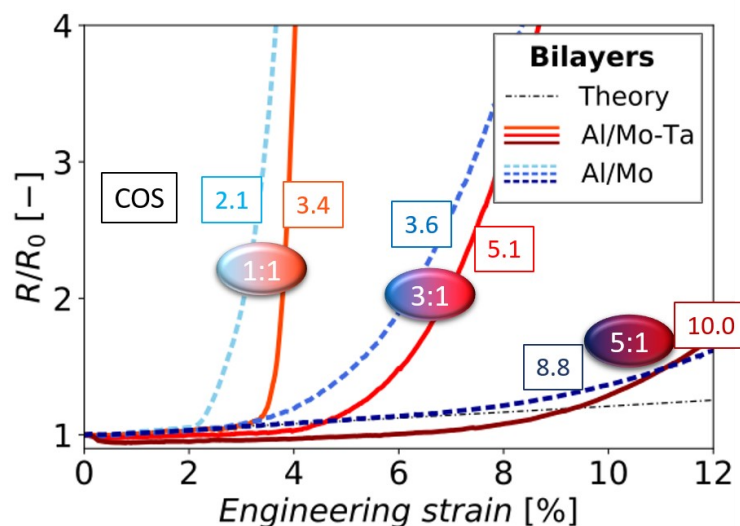 4
3
2
1
R/R0 [−]
0
2
4
6
8
10
12
Engineering strain [%]
Bilayers
Theory
Al/Mo-Ta
Al/Mo
COS
2.1
3.4
3.6
5.1
8.8
10.0
1:1
3:1
5:1